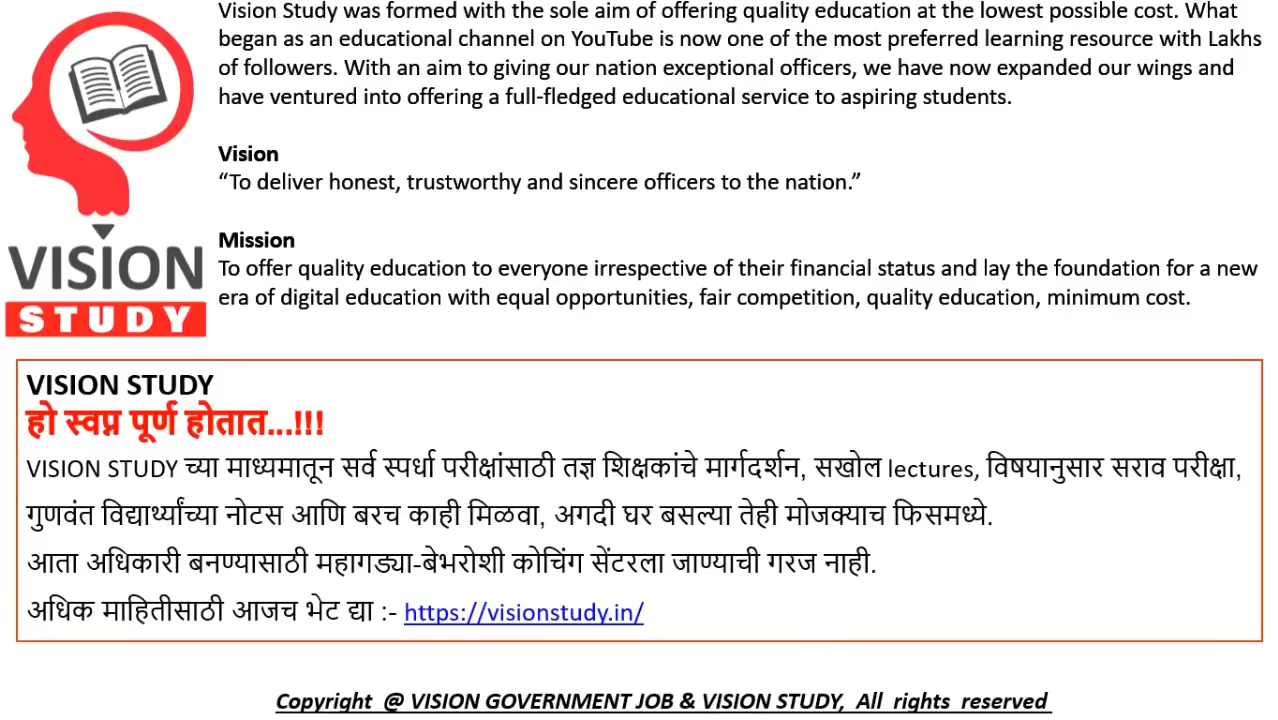 Vision Study was formed with the sole aim of offering quality education at the lowest possible cost. What
began as an educational channel on YouTube is now one of the most preferred learning resource with Lakhs
of followers. With an aim to giving our nation exceptional officers, we have now expanded our wings and
have ventured into offering a full-fledged educational service to aspiring students.
Vision
“To deliver honest, trustworthy and sincere officers to the nation.”
Mission
To offer quality education to everyone irrespective of their financial status and lay the foundation for a new
era of digital education with equal opportunities, fair competition, quality education, minimum cost.
VISION
STUDY
VISION STUDY
हो स्वप्न पूर्ण होतात...!!!
VISION STUDY च्या माध्यमातून सर्व स्पर्धा परीक्षांसाठी तज्ञ शिक्षकांचे मार्गदर्शन, सखोल lectures, विषयानुसार सराव परीक्षा,
गुणवंत विद्यार्थ्यांच्या नोटस आणि बरच काही मिळवा, अगदी घर बसल्या तेही मोजक्याच फिसमध्ये.
आता अधिकारी बनण्यासाठी महागड्या-बेभरोशी कोचिंग सेंटरला जाण्याची गरज नाही.
अधिक माहितीसाठी आजच भेट द्या :- https://visionstudy.in/
Copyright @ VISION GOVERNMENT JOB & VISION STUDY, All rights reserved